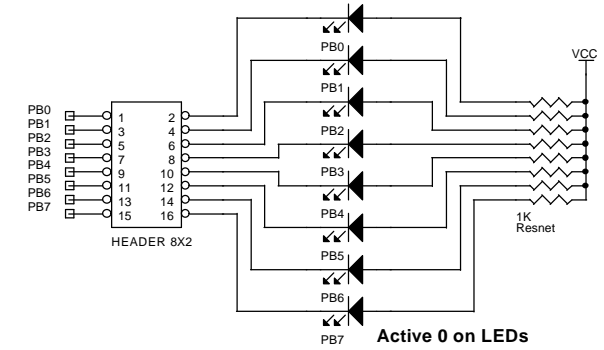 PB0
VCC
PB1
PB0 1 2
PB1 3 4
PB2 5 6
PB2
PB3 7 8
PB4 9 10
PB3
PB5 11 12
PB6 13 14
PB4
PB7 15 16
1K
Resnet
HEADER 8X2
PB5
PB6
PB7
Active 0 on LEDs